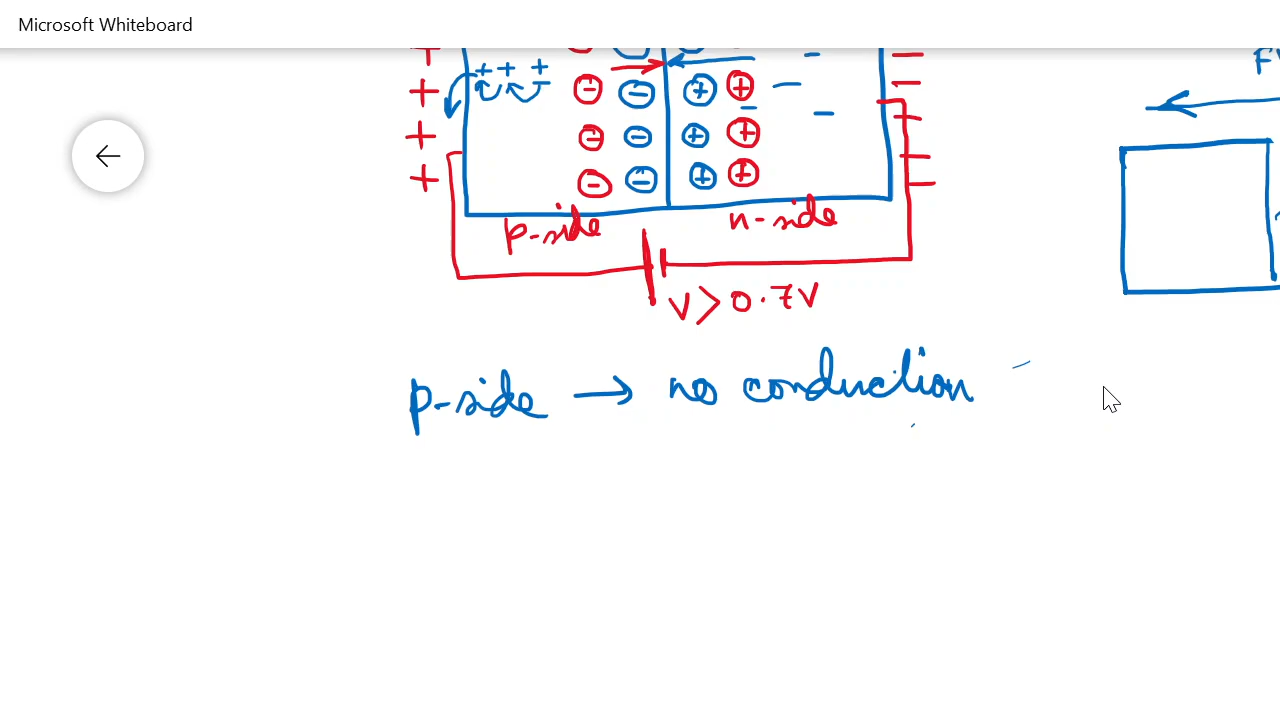 Microsoft Whiteboard
p-side
n-side
V > 0.7V
p-side → no conduction